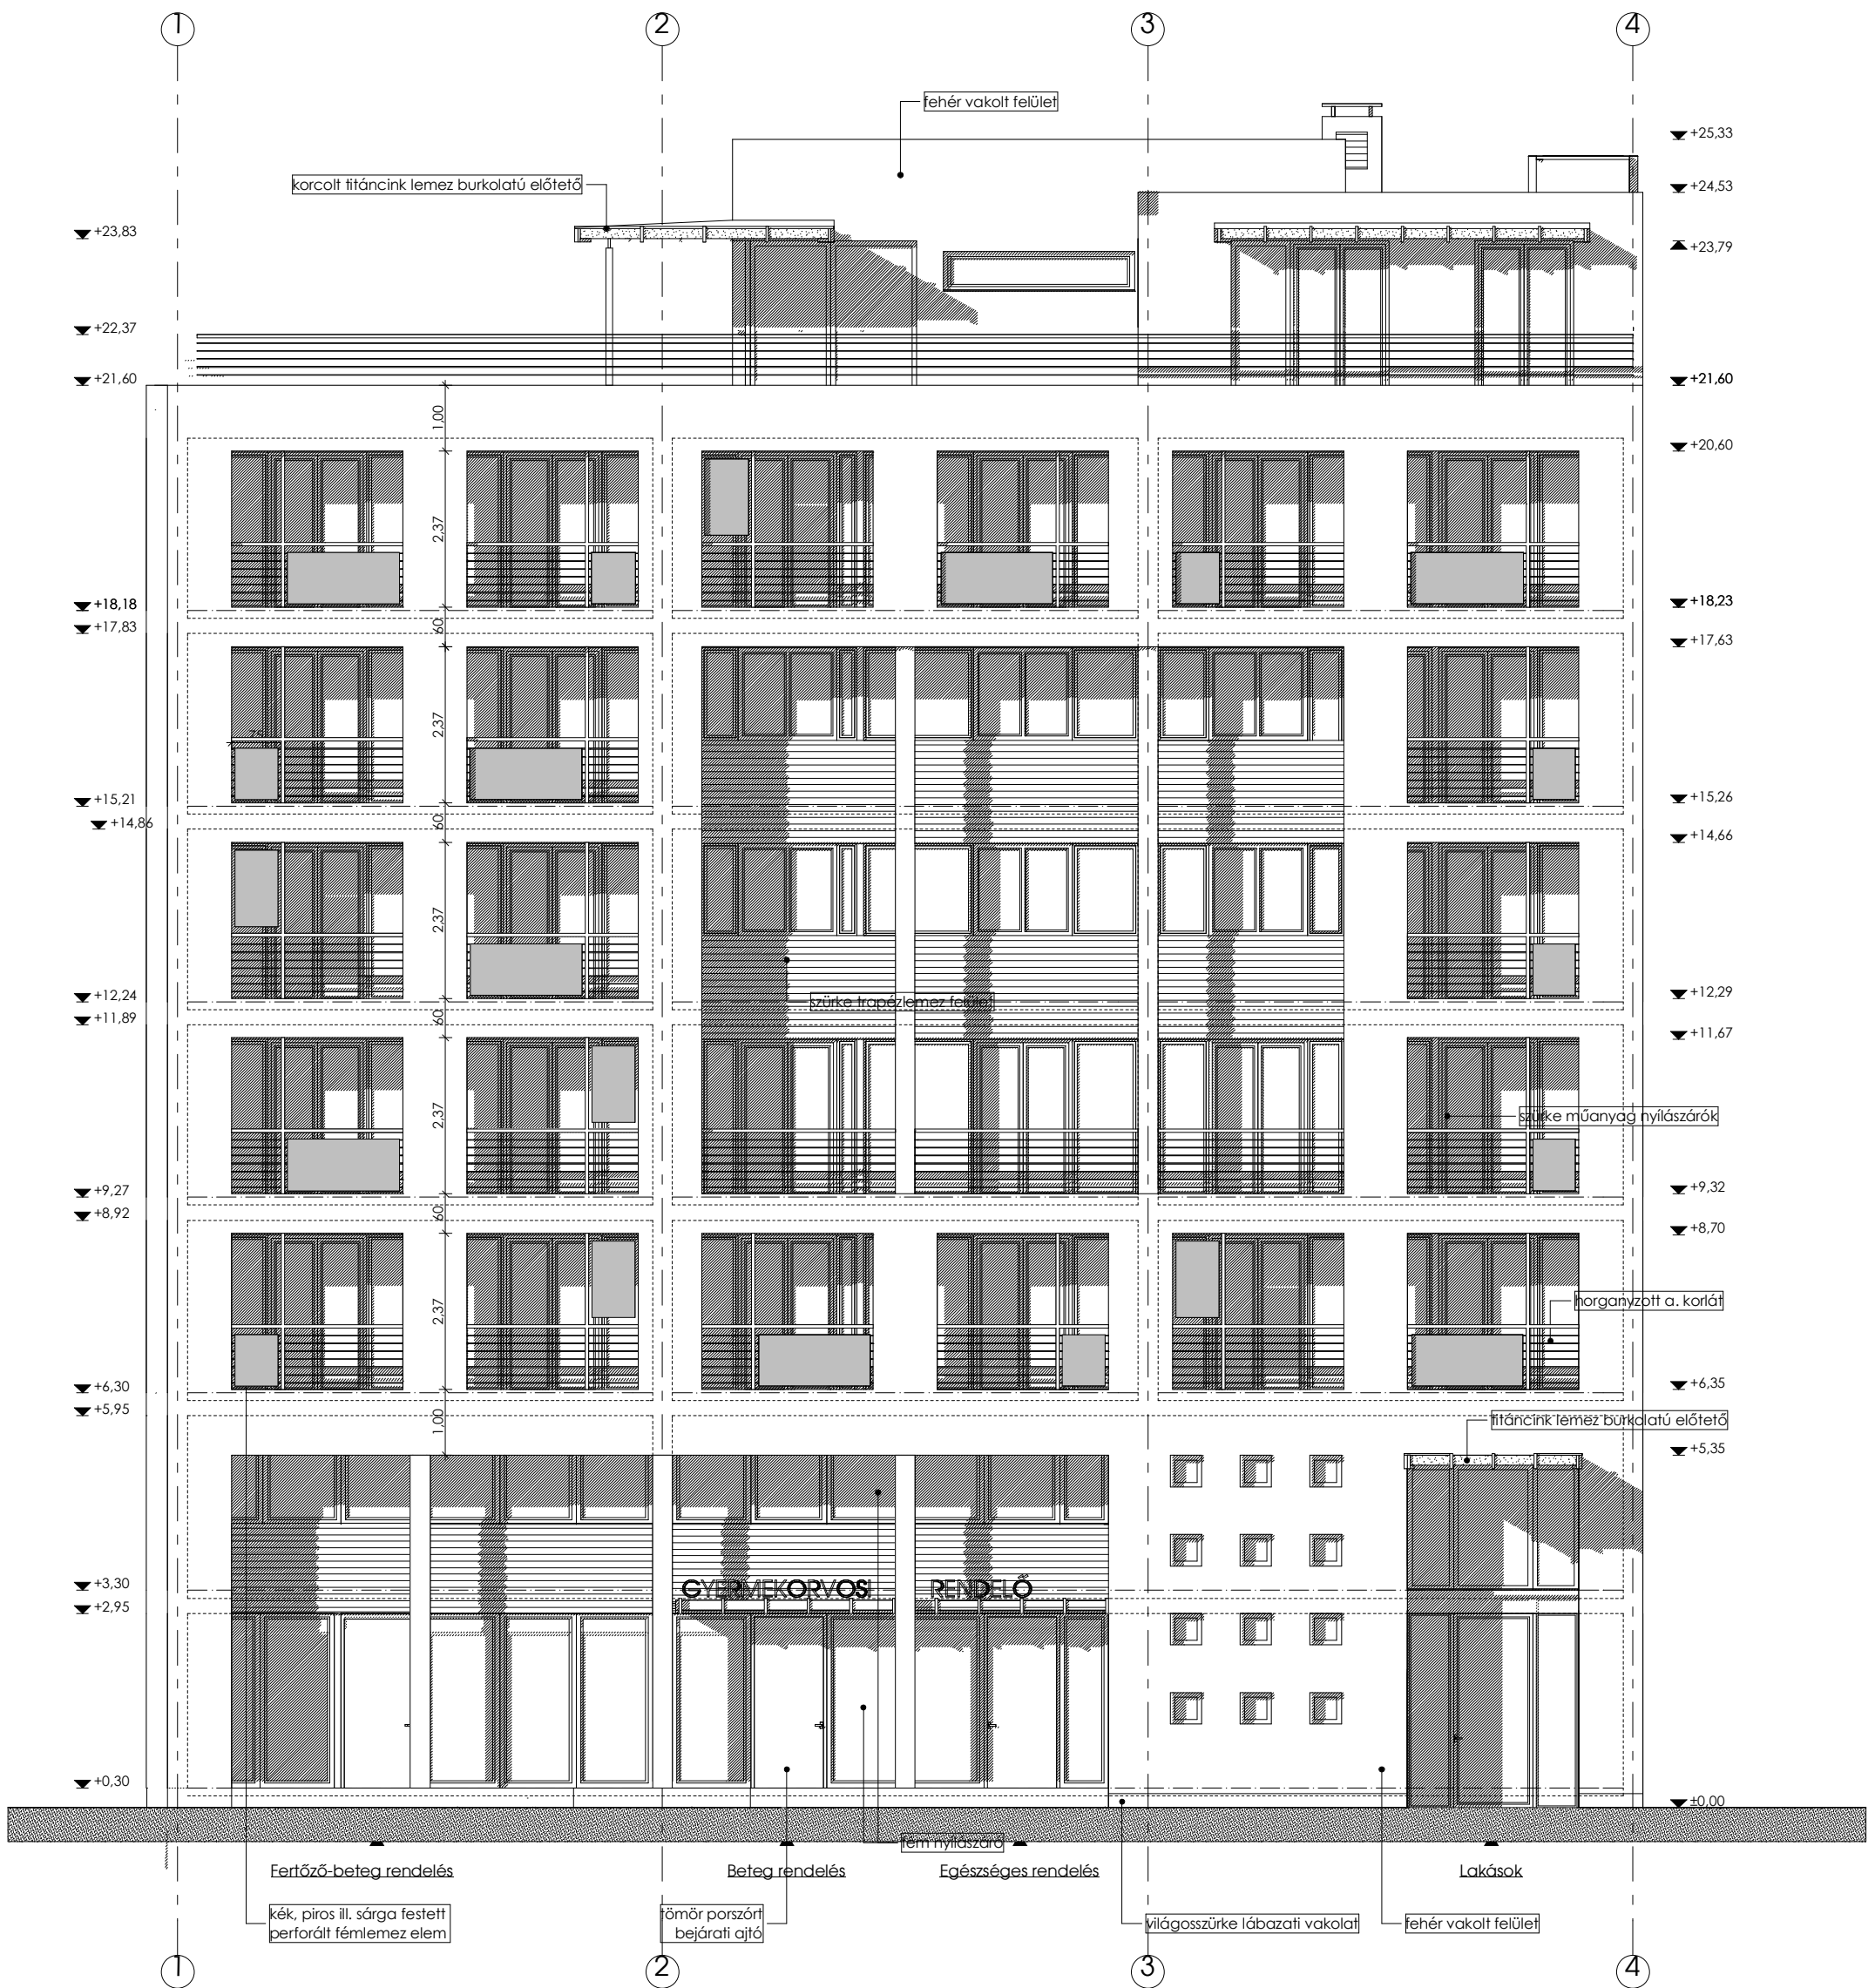 1
2
3
4
fehér vakolt felület
+25,33
korcolt titáncink lemez burkolatú előtető
+24,53
+23,83
+23,79
+22,37
+21,60
+21,60
1,00
+20,60
2,37
+18,18
+18,23
60
+17,83
+17,63
2,37
75
+15,21
+15,26
60
+14,86
+14,66
2,37
+12,24
szürke trapézlemez felület
+12,29
60
+11,89
+11,67
2,37
szürke műanyag nyílászárók
+9,27
+9,32
60
+8,92
+8,70
2,37
horganyzott a. korlát
+6,30
+6,35
+5,95
1,00
titáncink lemez burkolatú előtető
+5,35
+3,30
GYERMEKORVOSI RENDELŐ
+2,95
+0,30
±0,00
fém nyílászáró
Fertőző-beteg rendelés
Beteg rendelés
Egészséges rendelés
Lakások
kék, piros ill. sárga festett
perforált fémlemez elem
tömör porszórt
bejárati ajtó
világosszürke lábazati vakolat
fehér vakolt felület
1
2
3
4